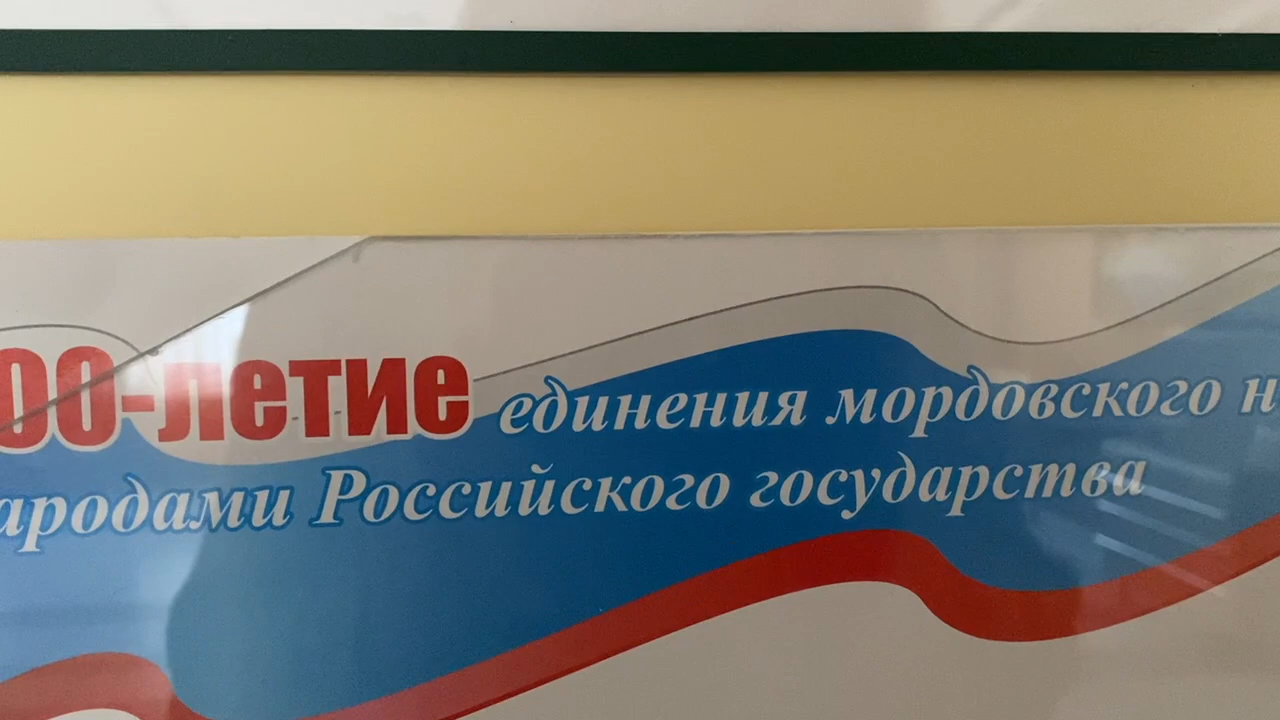 00-летие единения мордовского н
ародами Российского государства